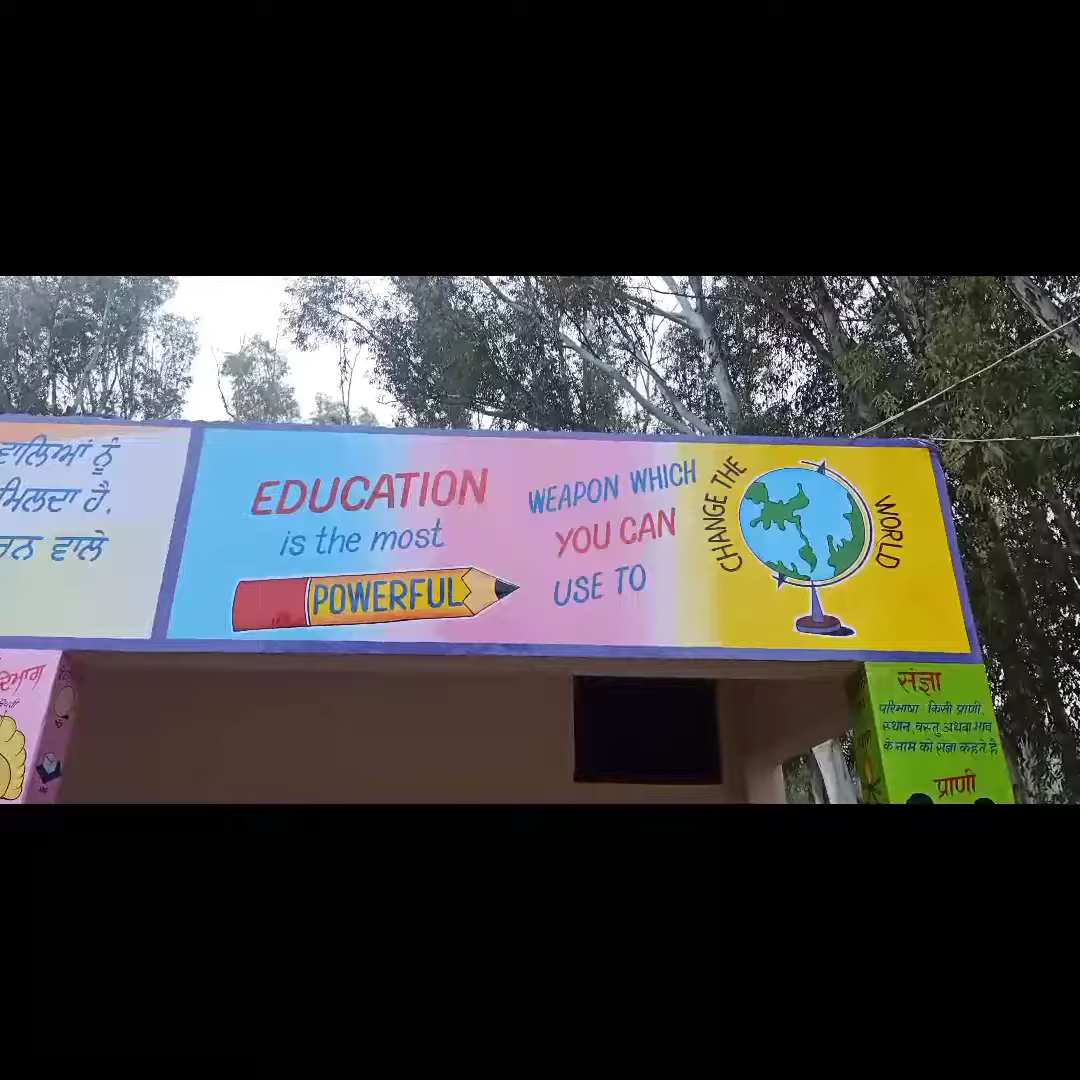 ਵਾਲਿਆਂ ਨੂੰ
ਮਿਲਦਾ ਹੈ,
ਵਾਲੇ
EDUCATION
is the most
POWERFUL
WEAPON WHICH
YOU CAN
USE TO
CHANGE THE
WORLD
ਦਿਮਾਗ
संज्ञा
परिभाषा किसी प्राणी,
स्थान, वस्तु अथवा भाव
के नाम को संज्ञा कहते है
प्राणी